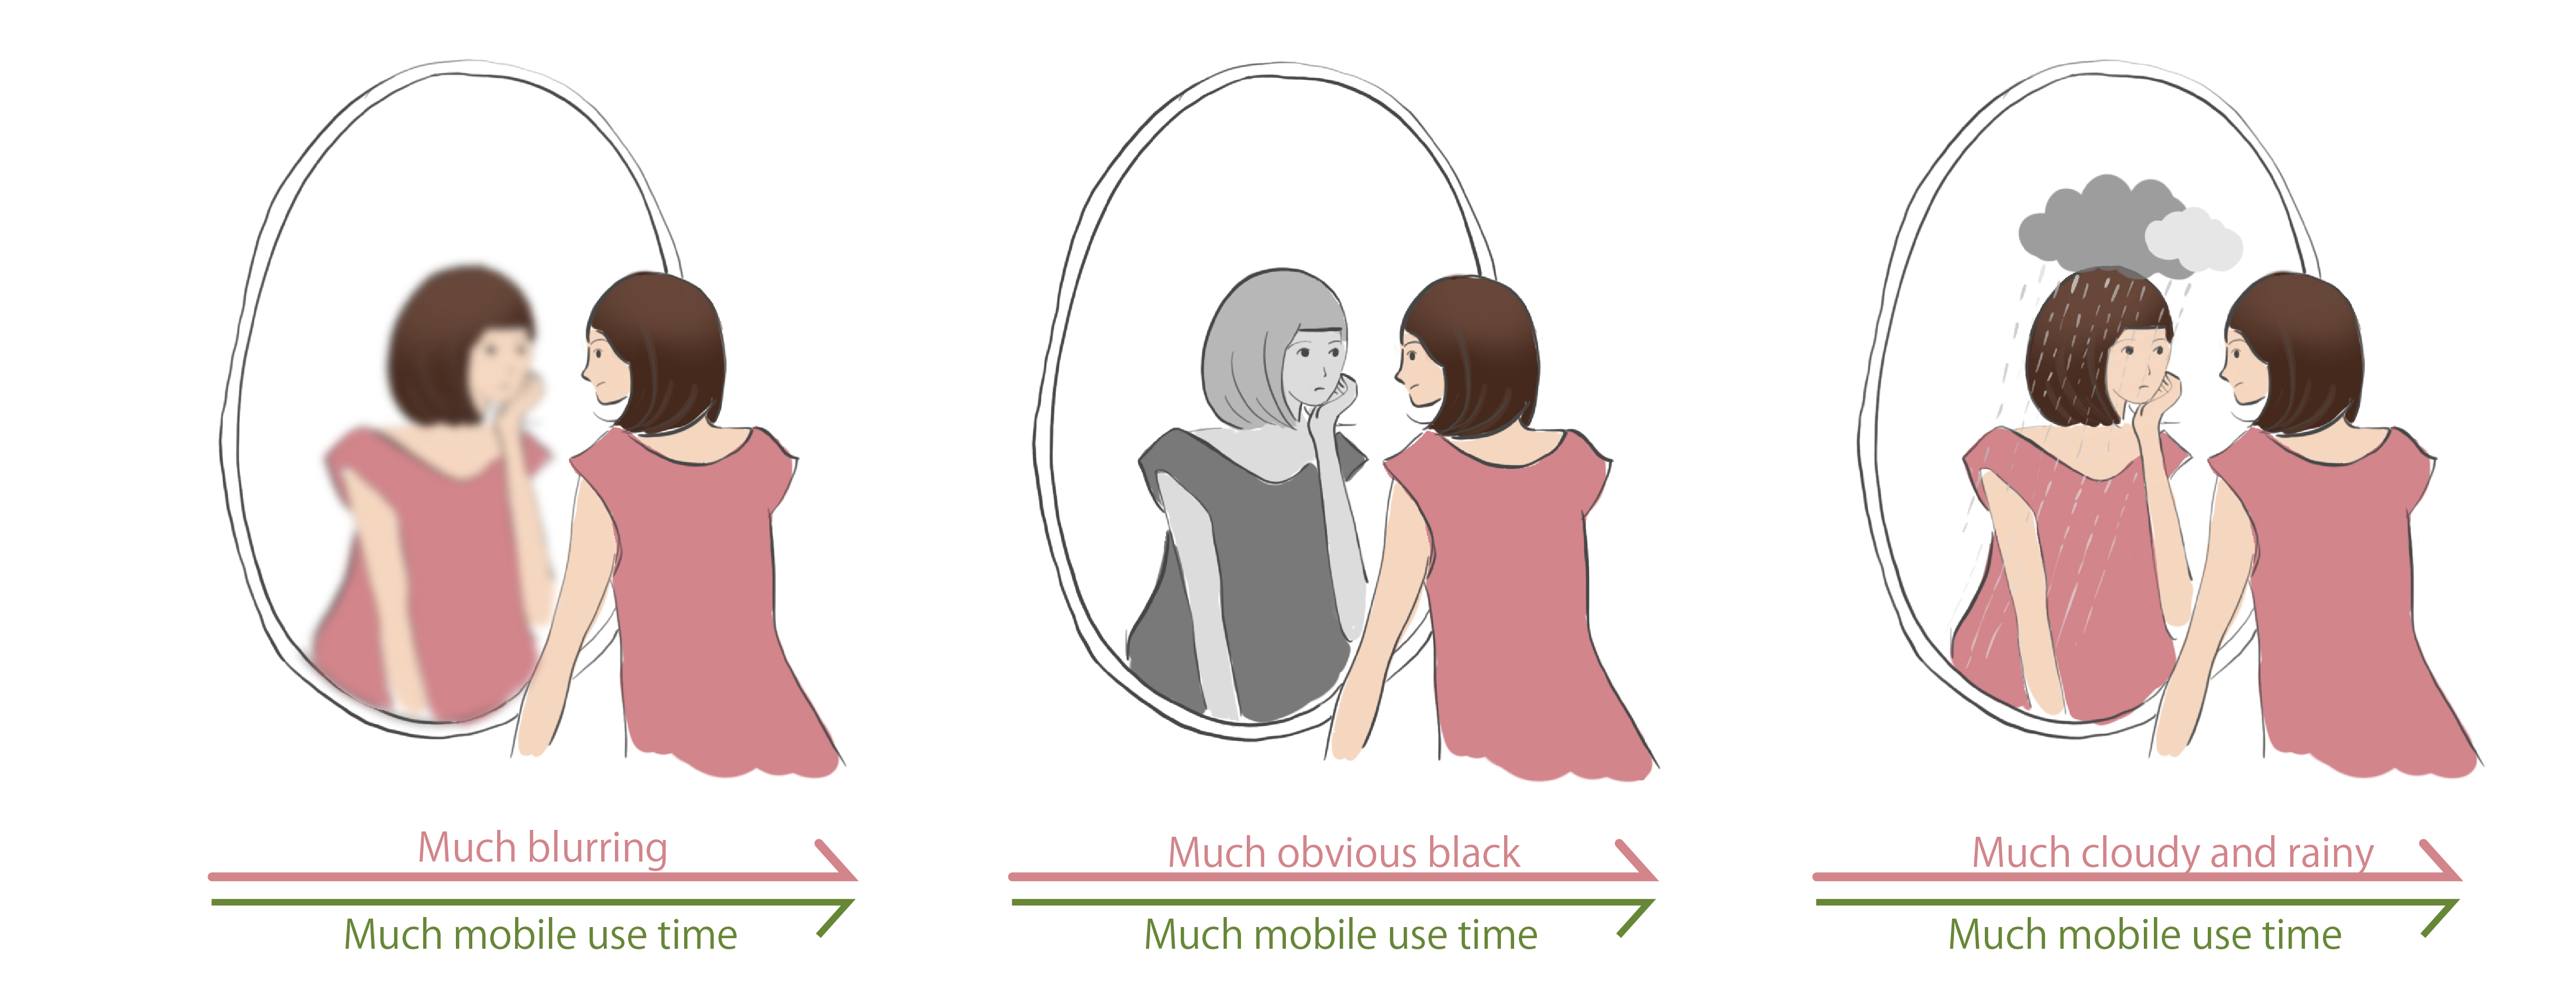 Much blurring
Much mobile use time
Much obvious black
Much mobile use time
Much cloudy and rainy
Much mobile use time